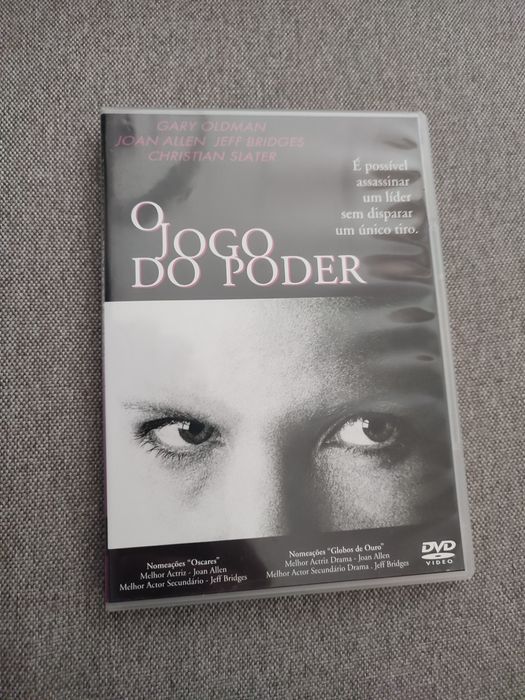 GARY OLDMAN
JOAN ALLEN JEFF BRIDGES
CHRISTIAN SLATER
É possível
assassinar
um líder
sem disparar
um único tiro.
O
JOGO
DO PODER
Nomeações "Oscares"
Melhor Actriz - Joan Allen
Melhor Actor Secundário - Jeff Bridges
Nomeações "Globos de Ouro"
Melhor Actriz Drama - Joan Allen
Melhor Actor Secundário Drama . Jeff Bridges
DVD
VIDEO